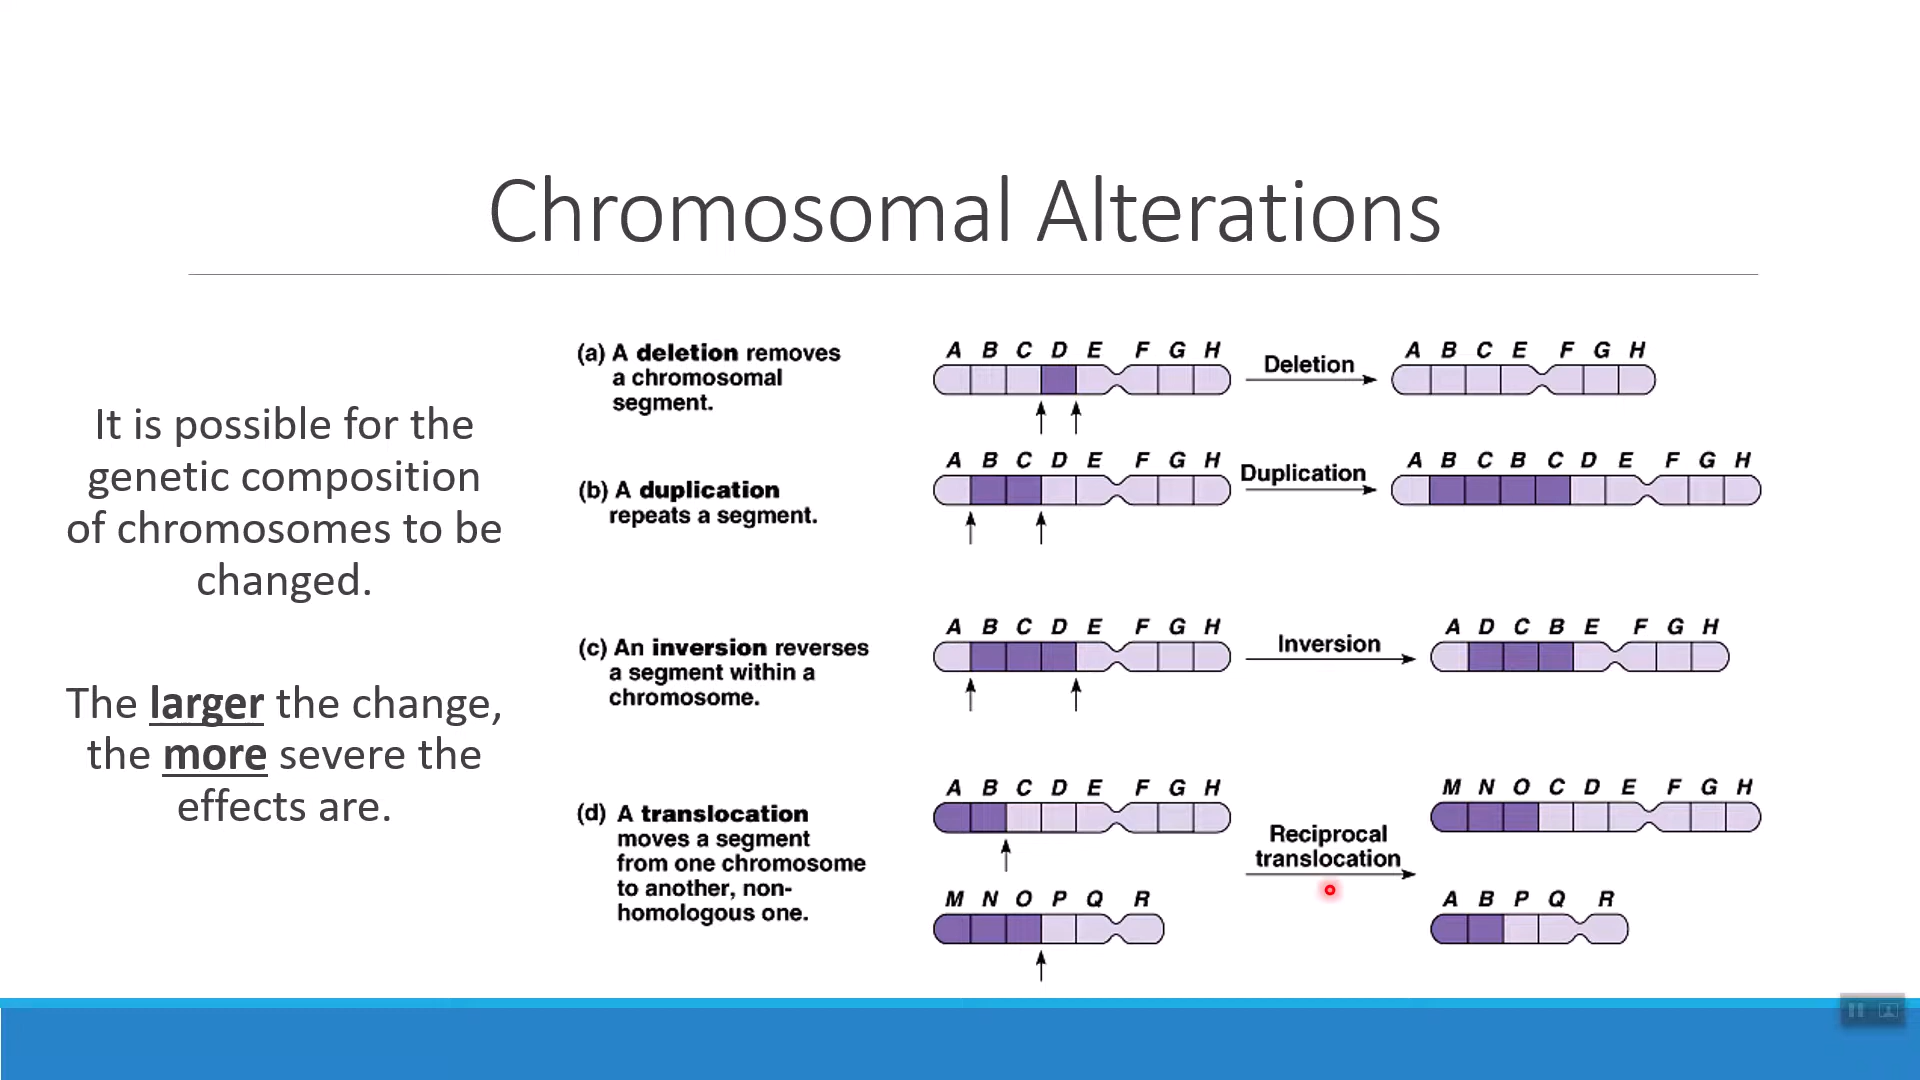 Chromosomal Alterations
It is possible for the
genetic composition
of chromosomes to be
changed.
The larger the change,
the more severe the
effects are.
(a) A deletion removes
a chromosomal
segment.
A B C D E F G H
Deletion
A B C E F G H
(b) A duplication
repeats a segment.
A B C D E F G H
Duplication
A B C B C D E F G H
(c) An inversion reverses
a segment within a
chromosome.
A B C D E F G H
Inversion
A D C B E F G H
(d) A translocation
moves a segment
from one chromosome
to another, non-
homologous one.
A B C D E F G H
M N O P Q R
Reciprocal
translocation
M N O C D E F G H
A B P Q R